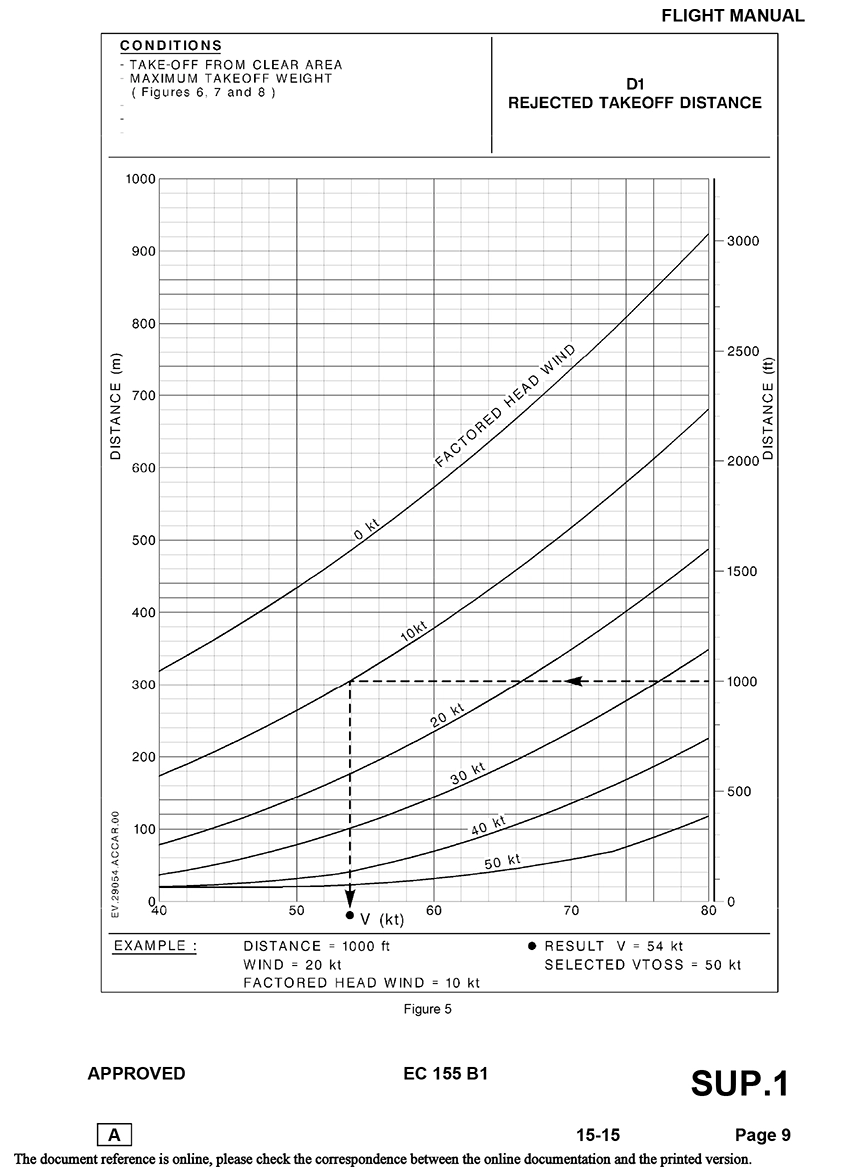 FLIGHT MANUAL
CONDITIONS
- TAKE-OFF FROM CLEAR AREA
- MAXIMUM TAKEOFF WEIGHT
( Figures 6, 7 and 8 )
-
-
-
D1
REJECTED TAKEOFF DISTANCE
1000
900
800
700
600
500
400
300
200
100
0
DISTANCE (m)
3000
2500
2000
1500
1000
500
0
DISTANCE (ft)
FACTORED HEAD WIND
0 kt
10kt
20 kt
30 kt
40 kt
50 kt
EV.29054.ACCAR.00
40 50 60 70 80
● V (kt)
EXAMPLE :
DISTANCE = 1000 ft
WIND = 20 kt
FACTORED HEAD WIND = 10 kt
● RESULT V = 54 kt
SELECTED VTOSS = 50 kt
Figure 5
APPROVED EC 155 B1 SUP.1
A 15-15 Page 9
The document reference is online, please check the correspondence between the online documentation and the printed version.